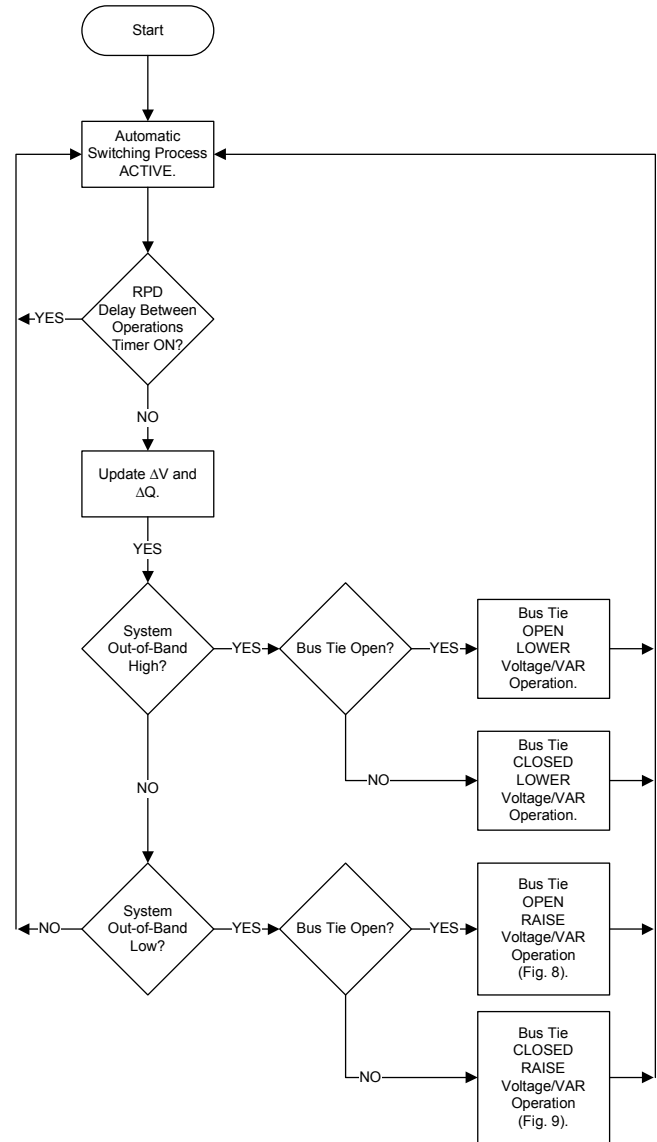 Start
Automatic
Switching Process
ACTIVE.
RPD
Delay Between
Operations
Timer ON?
YES
NO
Update ΔV and
ΔQ.
YES
System
Out-of-Band
High?
YES
Bus Tie Open?
YES
Bus Tie
OPEN
LOWER
Voltage/VAR
Operation.
NO
Bus Tie
CLOSED
LOWER
Voltage/VAR
Operation.
NO
System
Out-of-Band
Low?
NO
YES
Bus Tie Open?
YES
Bus Tie
OPEN
RAISE
Voltage/VAR
Operation
(Fig. 8).
NO
Bus Tie
CLOSED
RAISE
Voltage/VAR
Operation
(Fig. 9).